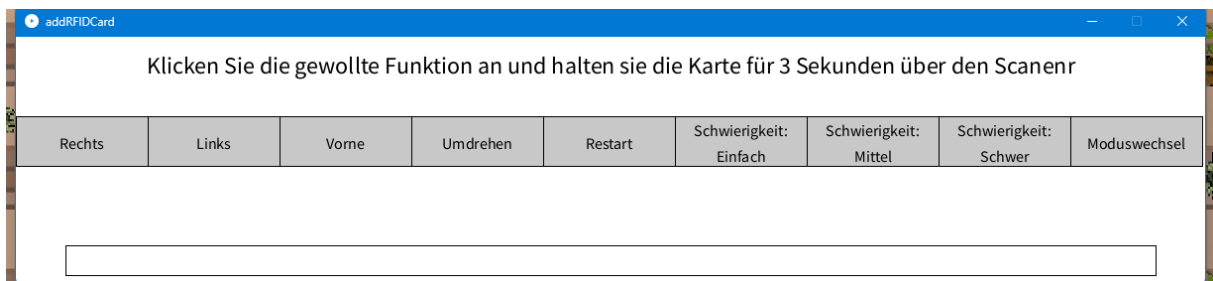 addRFIDCard
Klicken Sie die gewollte Funktion an und halten sie die Karte für 3 Sekunden über den Scanenr
Rechts Links Vorne Umdrehen Restart Schwierigkeit: Einfach Schwierigkeit: Mittel Schwierigkeit: Schwer Moduswechsel